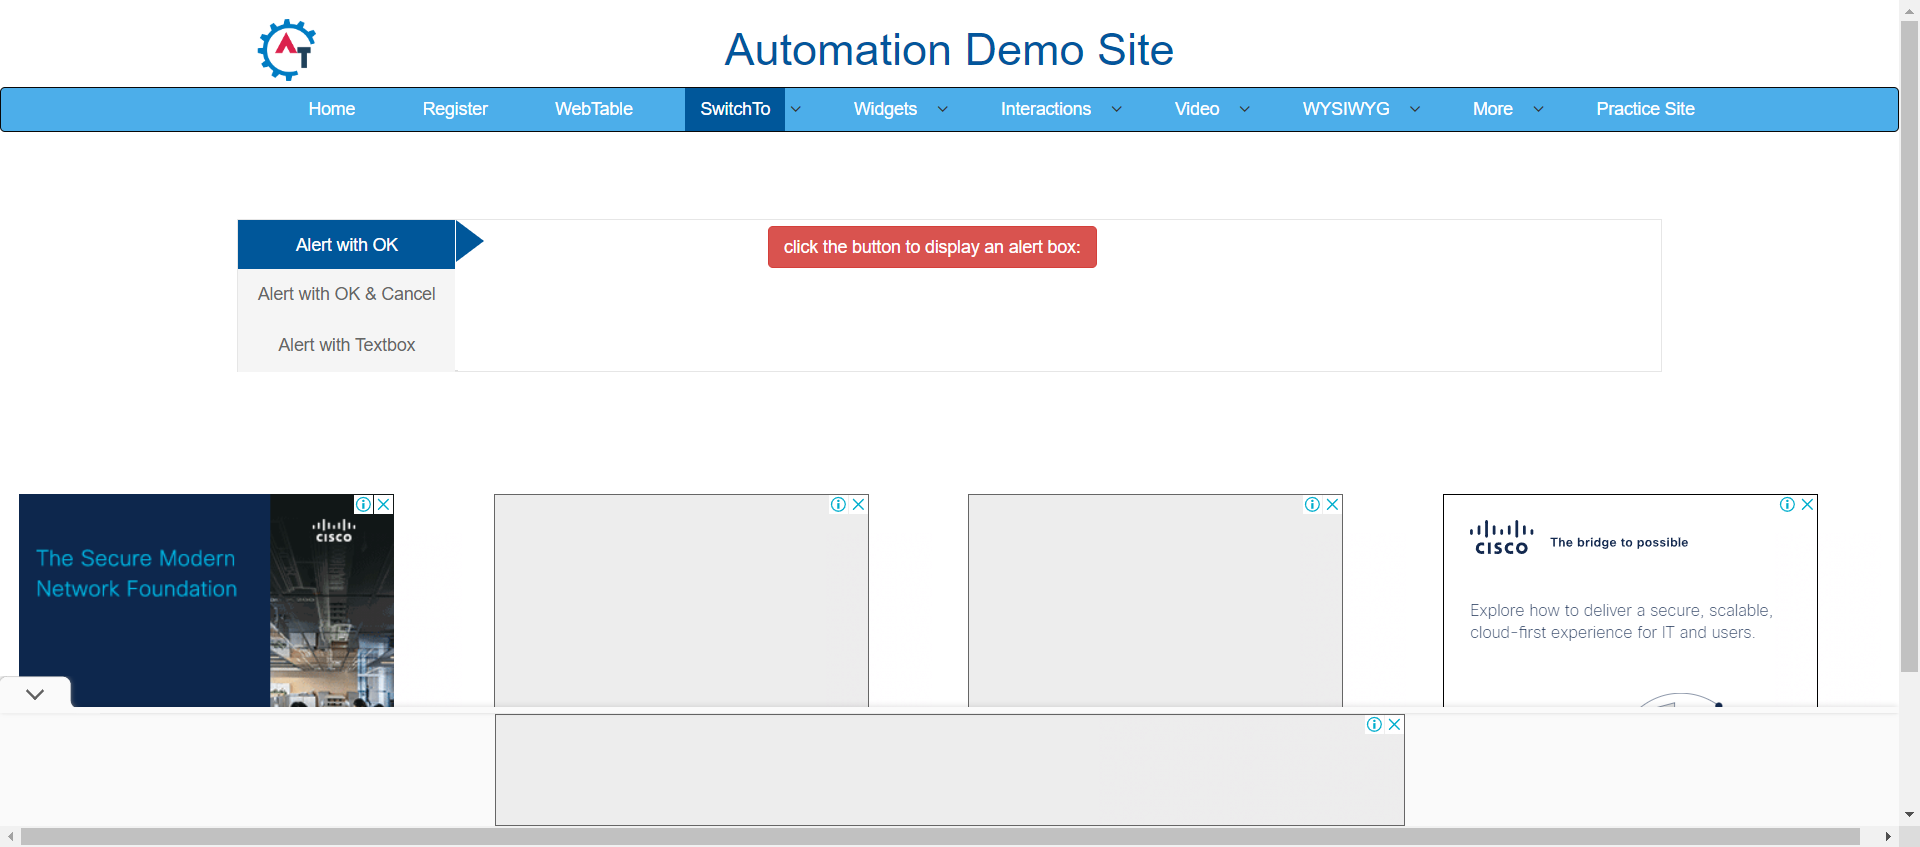 Automation Demo Site
Home Register WebTable SwitchTo Widgets Interactions Video WYSIWYG More Practice Site
Alert with OK
click the button to display an alert box:
Alert with OK & Cancel
Alert with Textbox
The Secure Modern
Network Foundation
CISCO
CISCO
The bridge to possible
Explore how to deliver a secure, scalable,
cloud-first experience for IT and users.